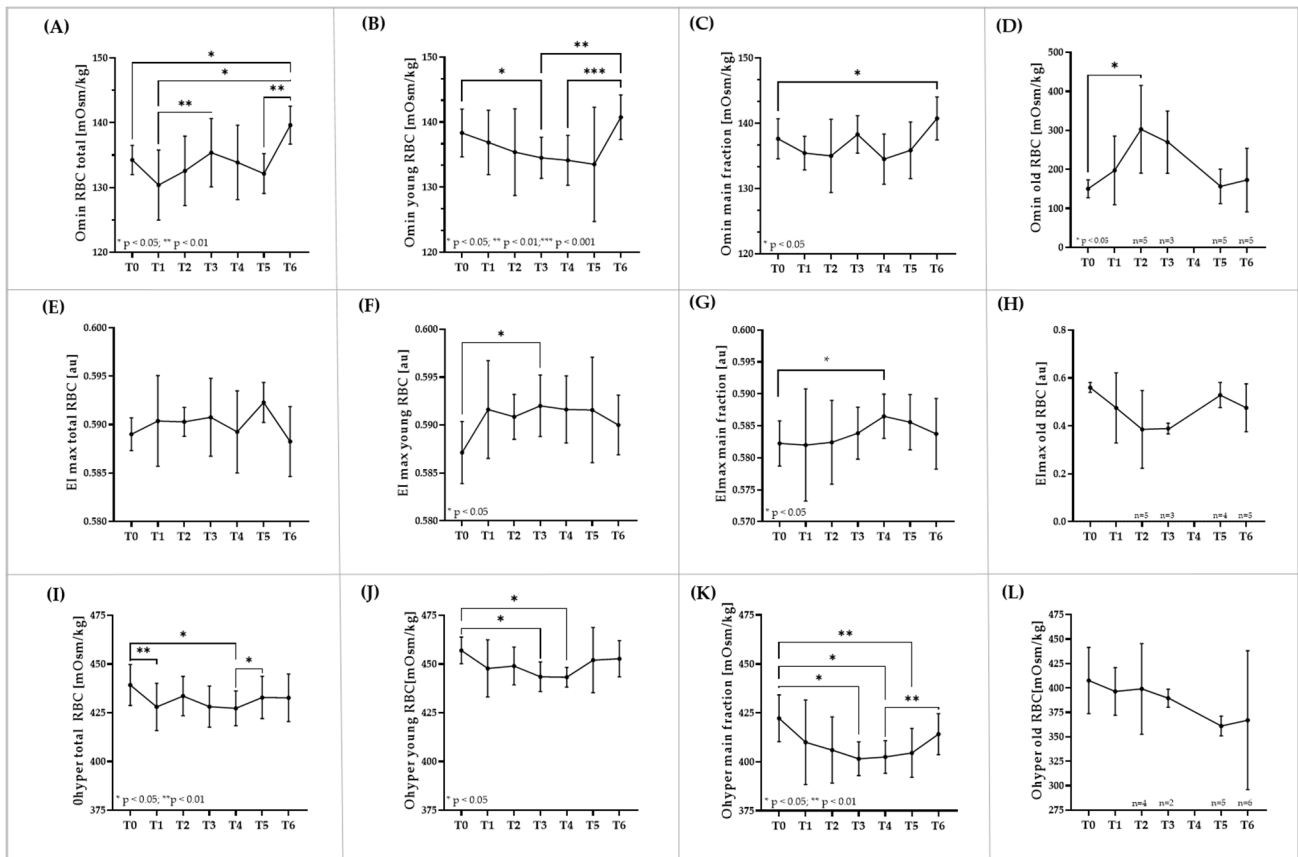 (A)
Omin RBC total [mOsm/kg]
150
140
130
120
*
*
**
**
* p < 0.05; ** p < 0.01
T0 T1 T2 T3 T4 T5 T6
(B)
Omin young RBC [mOsm/kg]
150
140
130
120
**
*
***
* p < 0.05; ** p < 0.01;*** p < 0.001
T0 T1 T2 T3 T4 T5 T6
(C)
Omin main fraction [mOsm/kg]
150
140
130
120
*
* p < 0.05
T0 T1 T2 T3 T4 T5 T6
(D)
Omin old RBC [mOsm/kg]
500
400
300
200
100
0
*
* p < 0.05 n=5 n=3 n=5 n=5
T0 T1 T2 T3 T4 T5 T6
(E)
EI max total RBC [au]
0.600
0.595
0.590
0.585
0.580
T0 T1 T2 T3 T4 T5 T6
(F)
EI max young RBC [au]
0.600
0.595
0.590
0.585
0.580
*
* p < 0.05
T0 T1 T2 T3 T4 T5 T6
(G)
EImax main fraction [au]
0.600
0.595
0.590
0.585
0.580
0.575
0.570
*
* p < 0.05
T0 T1 T2 T3 T4 T5 T6
(H)
EImax old RBC [au]
0.8
0.6
0.4
0.2
0.0
n=5 n=3 n=4 n=5
T0 T1 T2 T3 T4 T5 T6
(I)
0hyper total RBC [mOsm/kg]
475
450
425
400
375
*
**
*
* p < 0.05; **p < 0.01
T0 T1 T2 T3 T4 T5 T6
(J)
Ohyper young RBC[mOsm/kg]
475
450
425
400
375
*
*
* p < 0.05
T0 T1 T2 T3 T4 T5 T6
(K)
Ohyper main fraction [mOsm/kg]
475
450
425
400
375
**
*
*
**
* p < 0.05; ** p < 0.01
T0 T1 T2 T3 T4 T5 T6
(L)
Ohyper old RBC[mOsm/kg]
475
450
425
400
375
350
325
300
275
n=4 n=2 n=5 n=6
T0 T1 T2 T3 T4 T5 T6